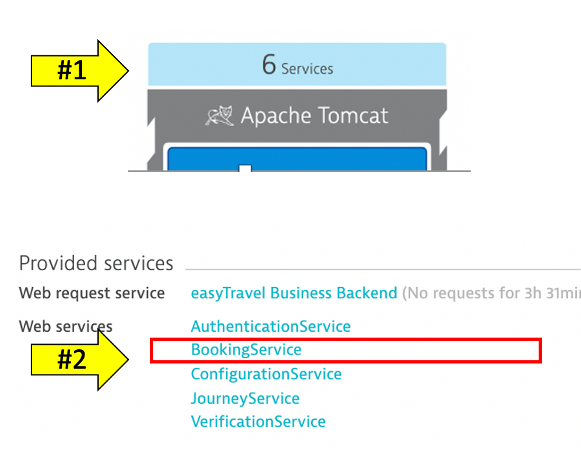 #1
6 Services
Apache Tomcat
Provided services
Web request service easyTravel Business Backend (No requests for 3h 31min
Web services AuthenticationService
#2 BookingService
ConfigurationService
JourneyService
VerificationService